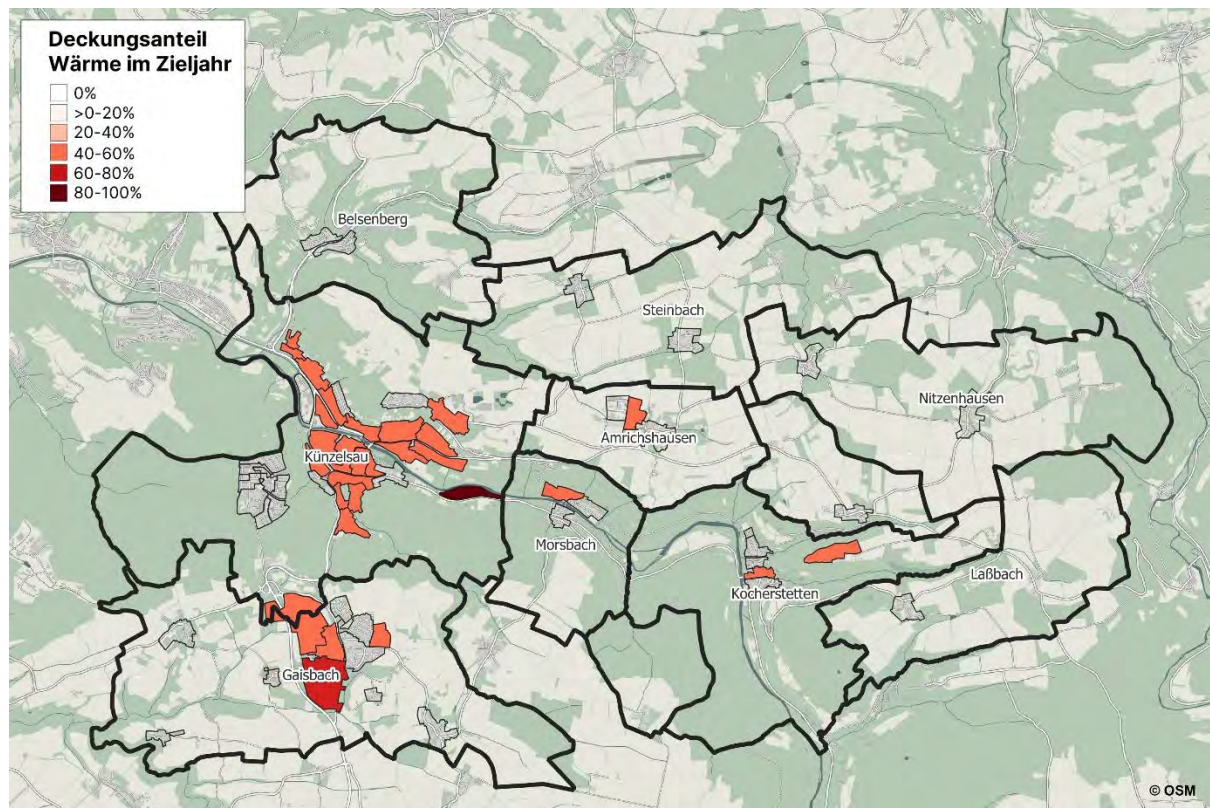 Deckungsanteil
Wärme im Zieljahr
0%
>0-20%
20-40%
40-60%
60-80%
80-100%
Belsenberg
Steinbach
Nitzenhausen
Amrichshausen
Künzelsau
Morsbach
Kocherstetten
Laßbach
Gaisbach
© OSM